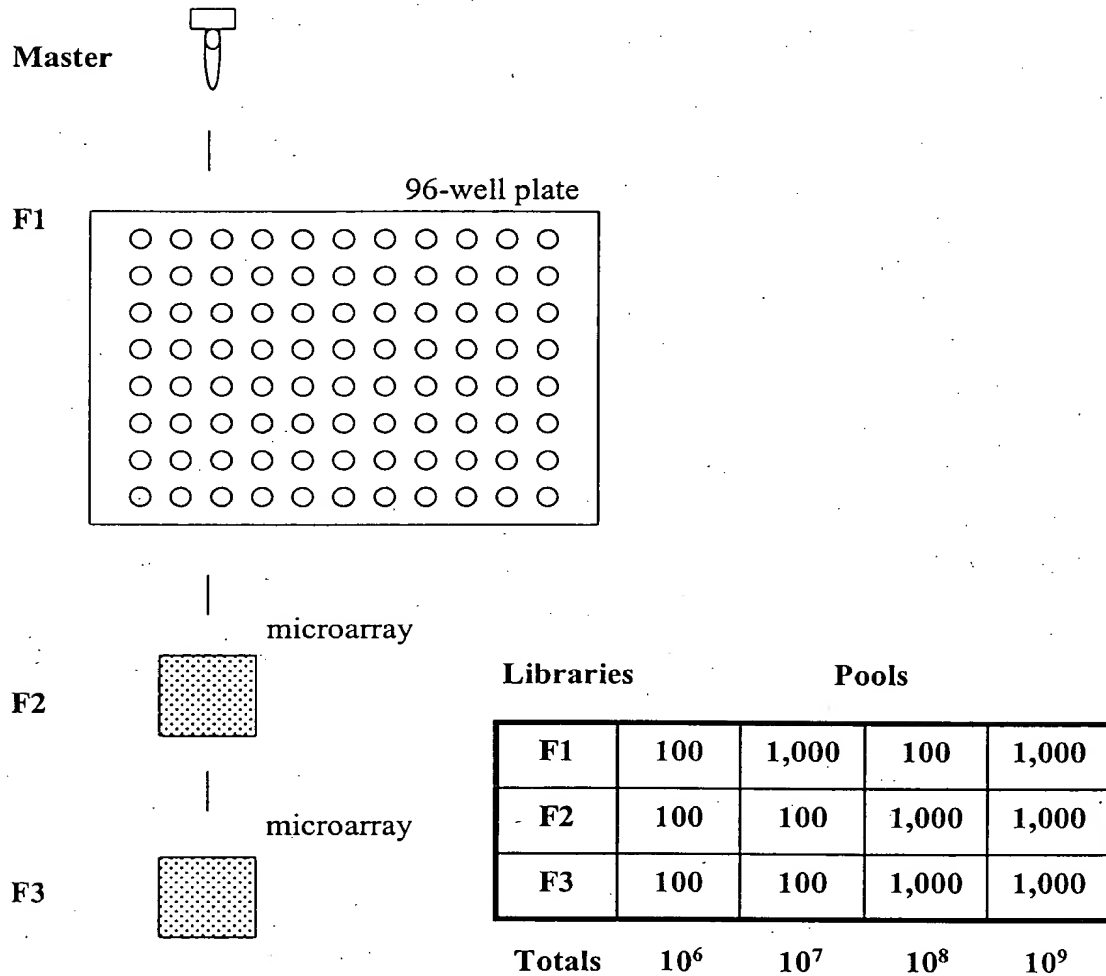 Master
96-well plate
F1
microarray
F2
microarray
F3
Libraries Pools
F1 100 1,000 100 1,000
F2 100 100 1,000 1,000
F3 100 100 1,000 1,000
Totals 10⁶ 10⁷ 10⁸ 10⁹